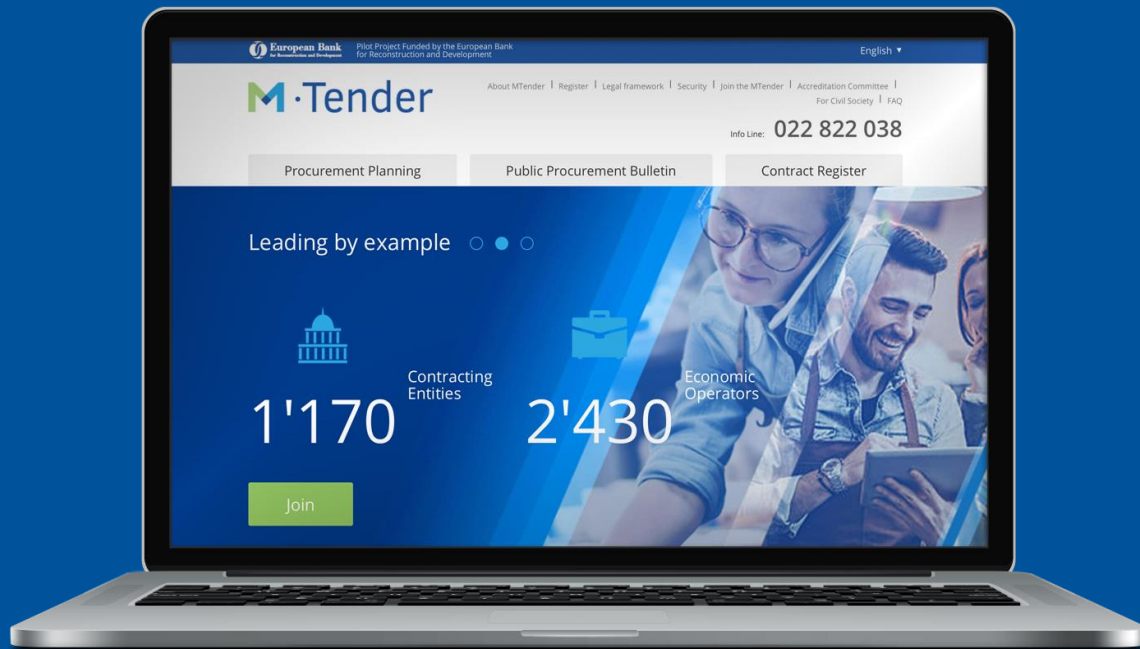 European Bank
for Reconstruction and Development
Pilot Project Funded by the European Bank
for Reconstruction and Development
English
M·Tender
About MTender | Register | Legal framework | Security | Join the MTender | Accreditation Committee |
For Civil Society | FAQ
Info Line: 022 822 038
Procurement Planning
Public Procurement Bulletin
Contract Register
Leading by example
1'170
Contracting
Entities
2'430
Economic
Operators
Join